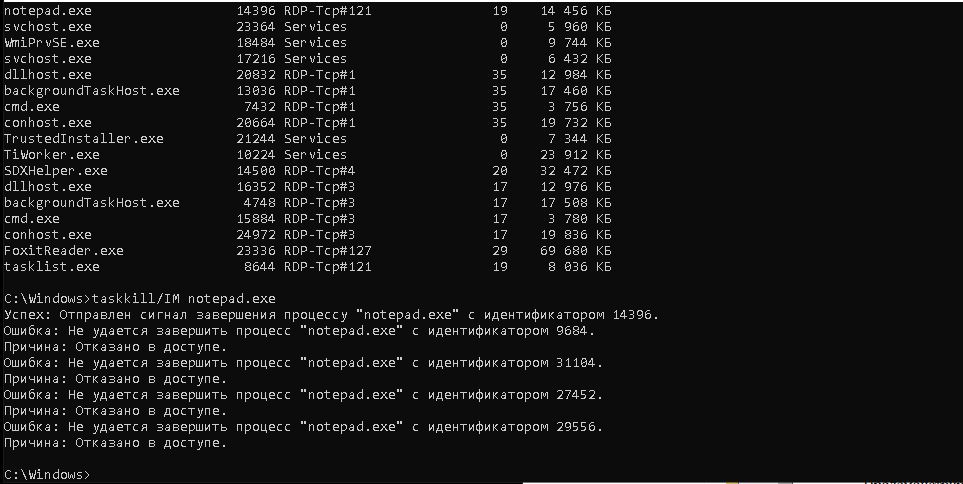 notepad.exe 14396 RDP-Tcp#121 19 14 456 КБ
svchost.exe 23364 Services 0 5 960 КБ
WmiPrvSE.exe 18484 Services 0 9 744 КБ
svchost.exe 17216 Services 0 6 432 КБ
dllhost.exe 20832 RDP-Tcp#1 35 12 984 КБ
backgroundTaskHost.exe 13036 RDP-Tcp#1 35 17 460 КБ
cmd.exe 7432 RDP-Tcp#1 35 3 756 КБ
conhost.exe 20664 RDP-Tcp#1 35 19 732 КБ
TrustedInstaller.exe 21244 Services 0 7 344 КБ
TiWorker.exe 10224 Services 0 23 912 КБ
SDXHelper.exe 14500 RDP-Tcp#4 20 32 472 КБ
dllhost.exe 16352 RDP-Tcp#3 17 12 976 КБ
backgroundTaskHost.exe 4748 RDP-Tcp#3 17 17 508 КБ
cmd.exe 15884 RDP-Tcp#3 17 3 780 КБ
conhost.exe 24972 RDP-Tcp#3 17 19 836 КБ
FoxitReader.exe 23336 RDP-Tcp#127 29 69 680 КБ
tasklist.exe 8644 RDP-Tcp#121 19 8 036 КБ
C:\Windows>taskkill/IM notepad.exe
Успех: Отправлен сигнал завершения процессу "notepad.exe" с идентификатором 14396.
Ошибка: Не удается завершить процесс "notepad.exe" с идентификатором 9684.
Причина: Отказано в доступе.
Ошибка: Не удается завершить процесс "notepad.exe" с идентификатором 31104.
Причина: Отказано в доступе.
Ошибка: Не удается завершить процесс "notepad.exe" с идентификатором 27452.
Причина: Отказано в доступе.
Ошибка: Не удается завершить процесс "notepad.exe" с идентификатором 29556.
Причина: Отказано в доступе.
C:\Windows>